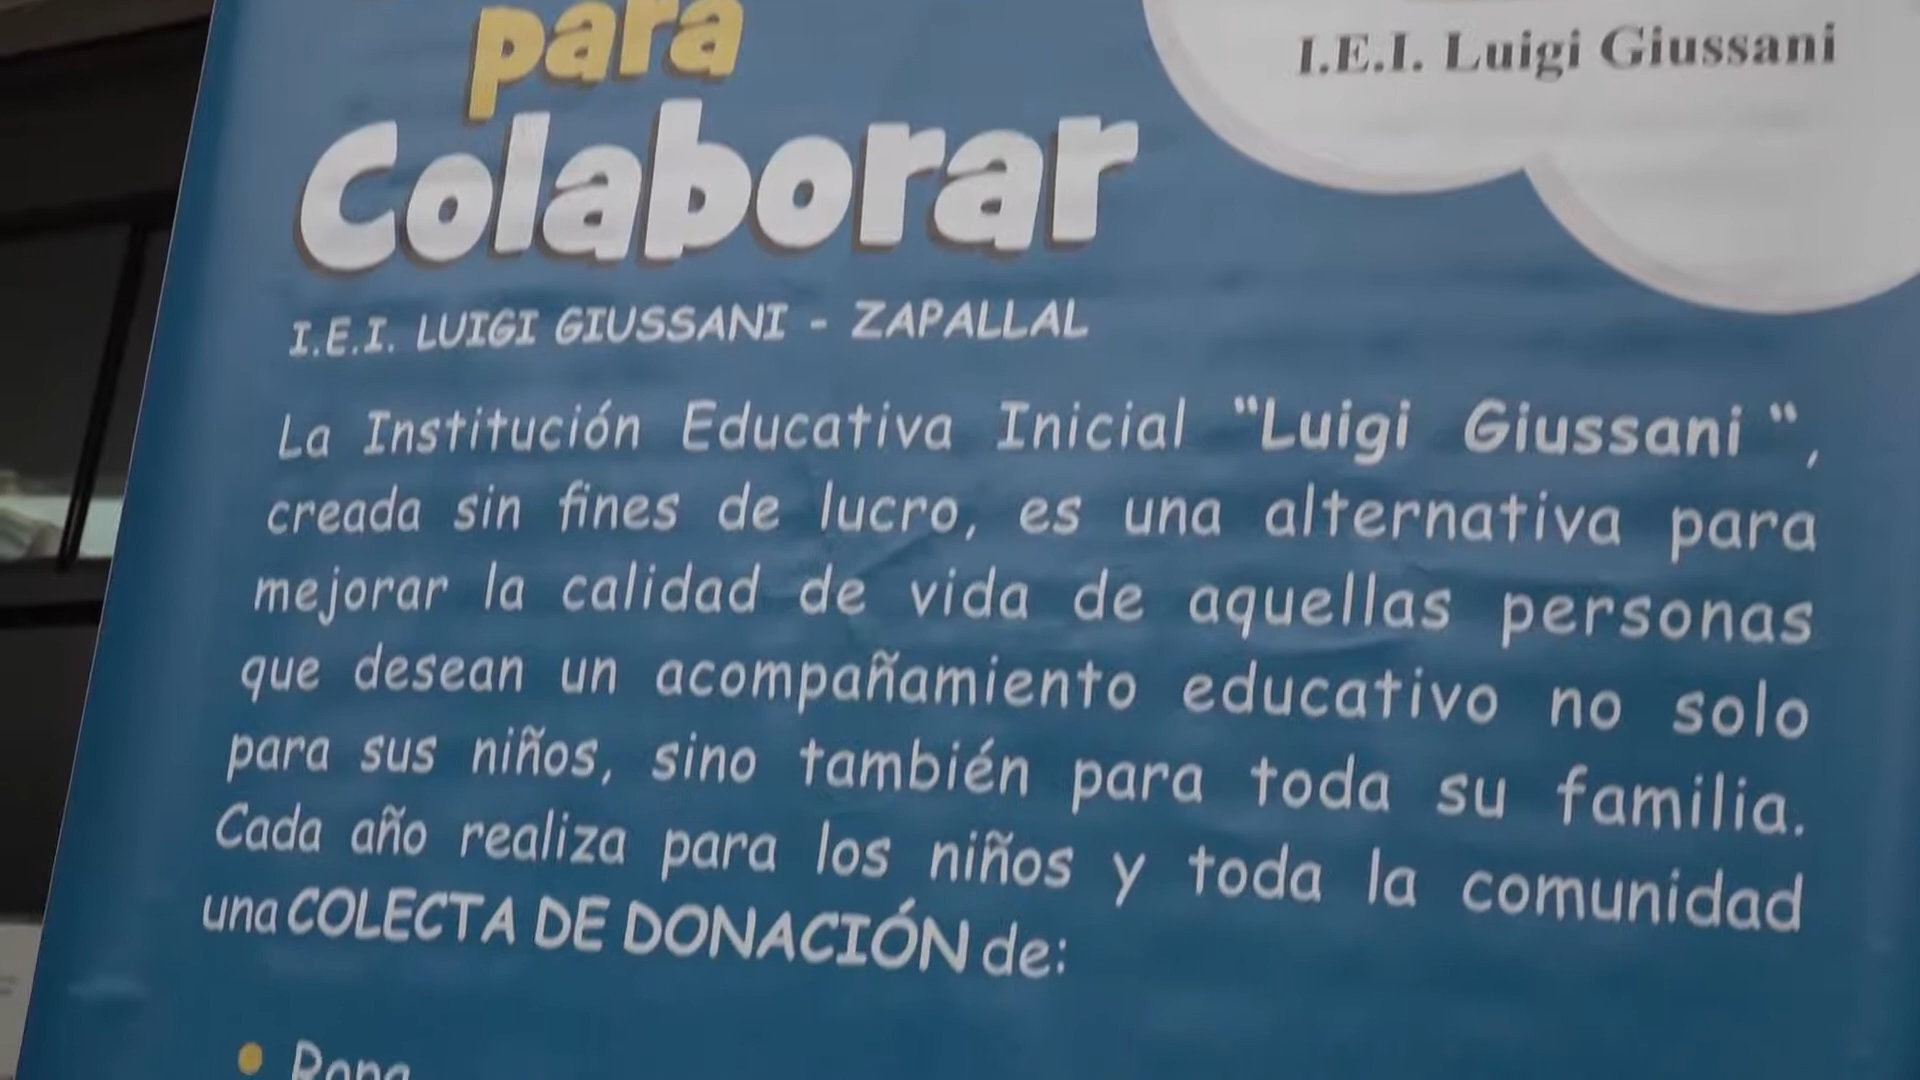 para
Colaborar
I.E.I. Luigi Giussani
I.E.I. LUIGI GIUSSANI - ZAPALLAL
La Institución Educativa Inicial "Luigi Giussani",
creada sin fines de lucro, es una alternativa para
mejorar la calidad de vida de aquellas personas
que desean un acompañamiento educativo no solo
para sus niños, sino también para toda su familia.
Cada año realiza para los niños y toda la comunidad
una COLECTA DE DONACIÓN de:
• Ropa